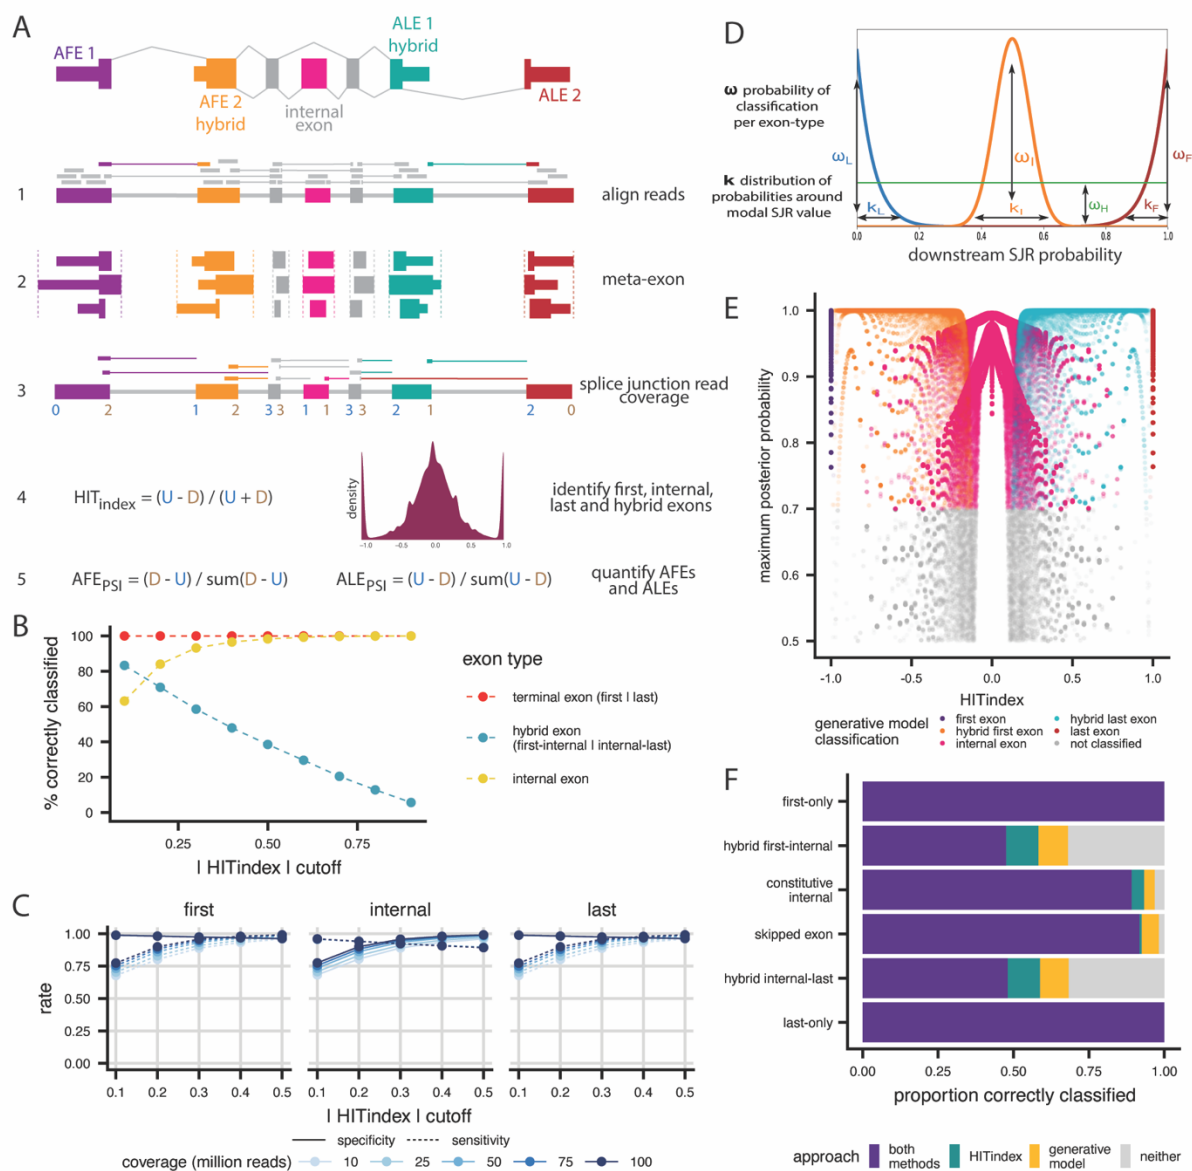 A
AFE 1
AFE 2
hybrid
internal
exon
ALE 1
hybrid
ALE 2
1
align reads
2
meta-exon
3
splice junction read
coverage
0 2 1 2 3 3 1 1 3 3 2 1 2 0
4
HITindex = (U - D) / (U + D)
density
-1.0 -0.5 0.0 0.5 1.0
identify first, internal,
last and hybrid exons
5
AFEPSI = (D - U) / sum(D - U)
ALEPSI = (U - D) / sum(U - D)
quantify AFEs
and ALEs
B
% correctly classified
100
80
60
40
20
0
0.25 0.50 0.75
| HITindex | cutoff
exon type
terminal exon (first | last)
hybrid exon
(first-internal | internal-last)
internal exon
C
first internal last
rate
1.00
0.75
0.50
0.25
0.00
0.1 0.2 0.3 0.4 0.5 0.1 0.2 0.3 0.4 0.5 0.1 0.2 0.3 0.4 0.5
| HITindex | cutoff
specificity sensitivity
coverage (million reads) 10 25 50 75 100
D
ω probability of
classification
per exon-type
k distribution of
probabilities around
modal SJR value
ωL
kL
ωI
kI
ωH
kF
ωF
0.0 0.2 0.4 0.6 0.8 1.0
downstream SJR probability
E
maximum posterior probability
1.0
0.9
0.8
0.7
0.6
0.5
-1.0 -0.5 0.0 0.5 1.0
HITindex
generative model
classification
first exon
hybrid first exon
internal exon
hybrid last exon
last exon
not classified
F
first-only
hybrid first-internal
constitutive
internal
skipped exon
hybrid internal-last
last-only
0.00 0.25 0.50 0.75 1.00
proportion correctly classified
approach
both
methods
HITindex
generative
model
neither